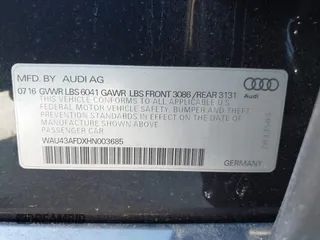 MFD. BY AUDI AG
0716 GVWR LBS 6041 GAWR LBS FRONT 3086 /REAR 3131
THIS VEHICLE CONFORMS TO ALL APPLICABLE U.S.
FEDERAL MOTOR VEHICLE SAFETY, BUMPER, AND
THEFT PREVENTION STANDARDS IN EFFECT ON THE
DATE OF MANUFACTURE SHOWN ABOVE.
PASSENGER CAR
WAU43AFDXHN003685
GERMANY
Audi